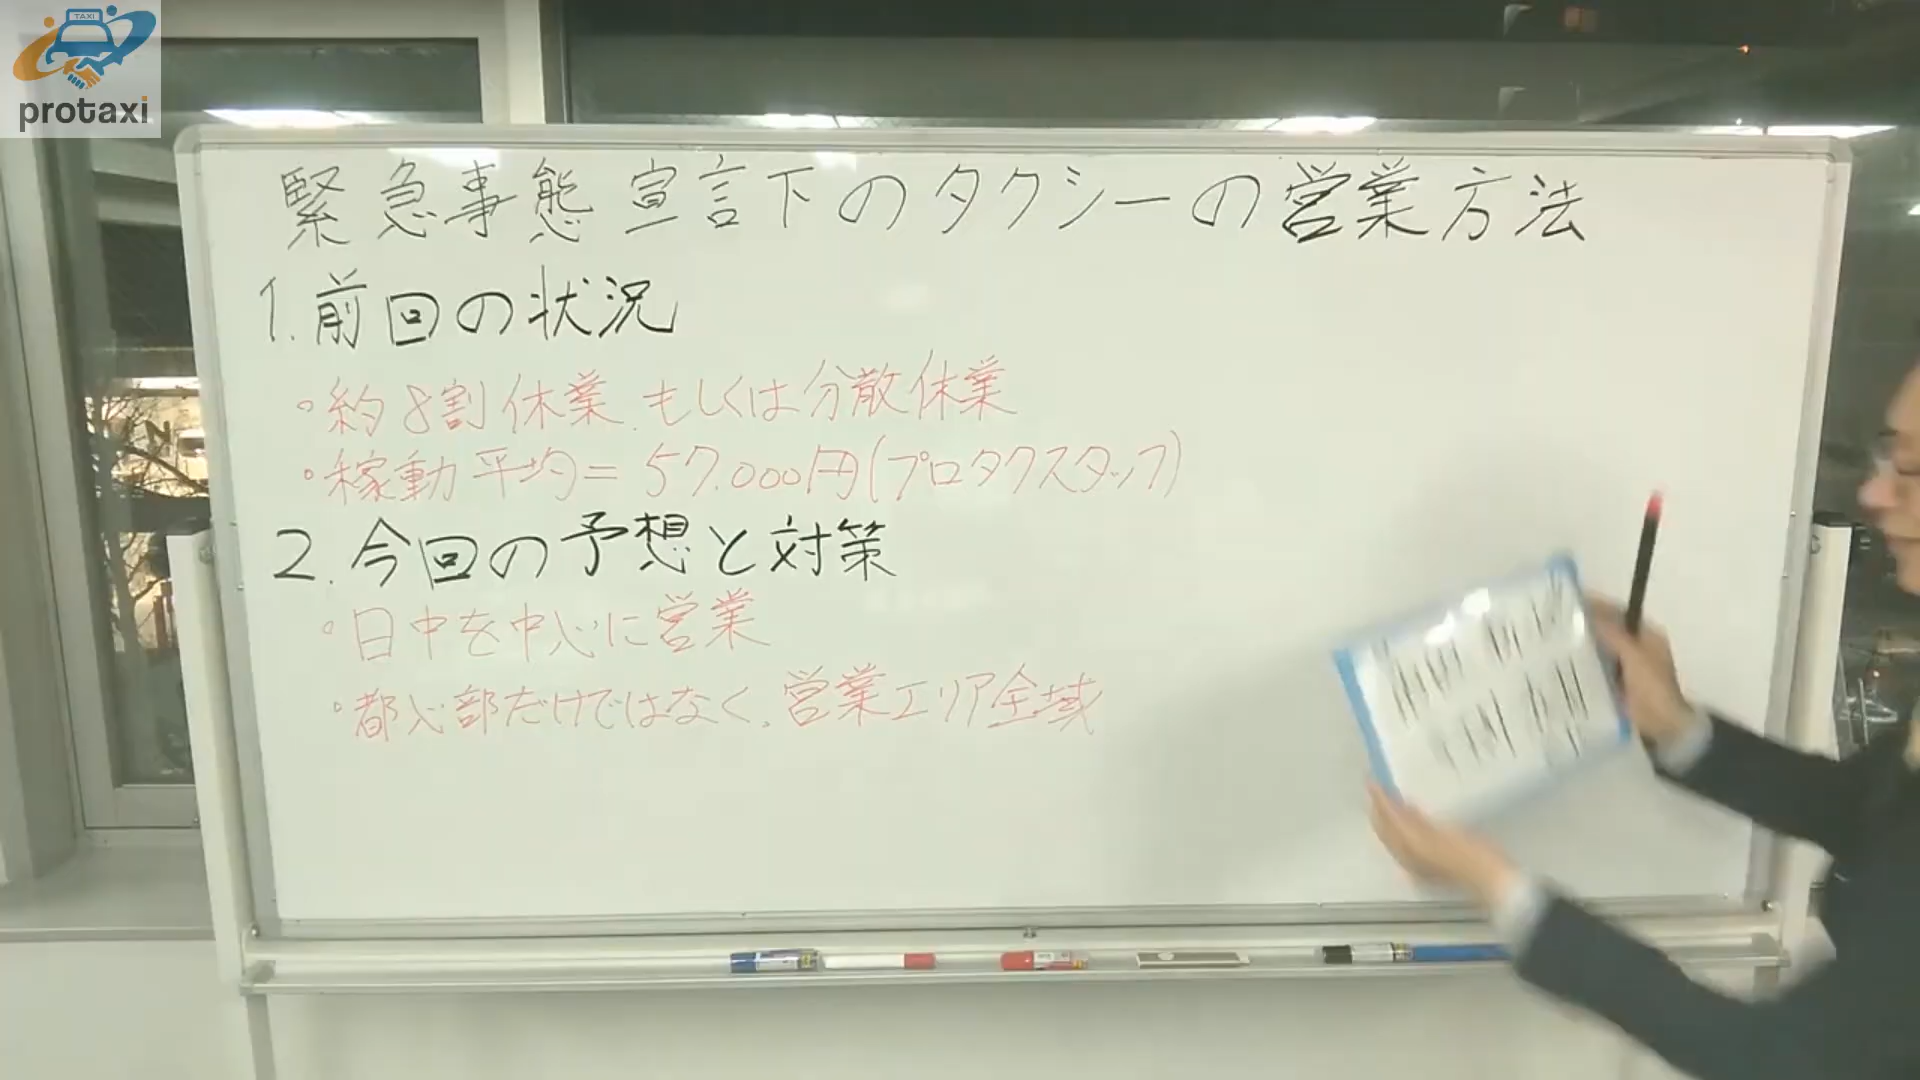 TAXI
protaxi
緊急事態宣言下のタクシーの営業方法
1.前回の状況
・約8割休業、もしくは分散休業
・稼動平均=57.000円(プロタクスタッフ)
2.今回の予想と対策
・日中を中心に営業
・都心部だけではなく、営業エリア全域